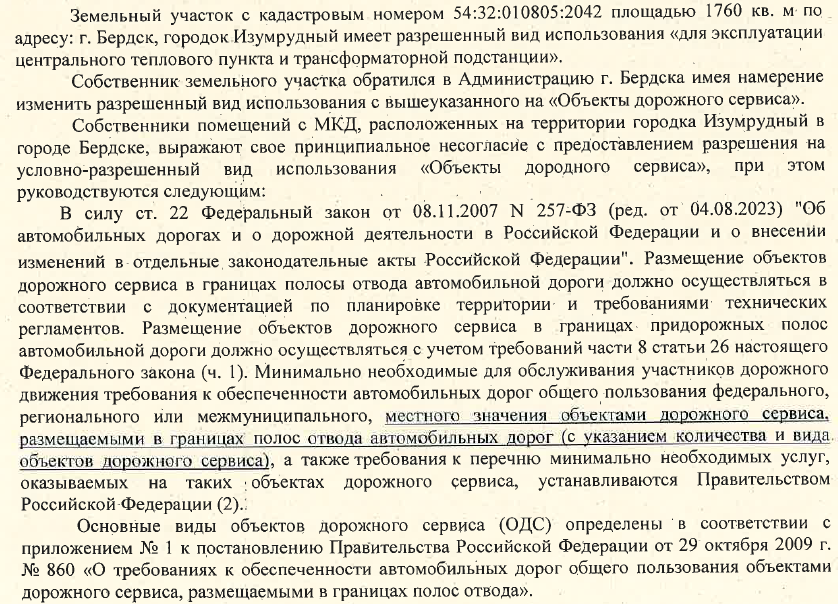 Земельный участок с кадастровым номером 54:32:010805:2042 площадью 1760 кв. м по
адресу: г. Бердск, городок Изумрудный имеет разрешенный вид использования «для эксплуатации
центрального теплового пункта и трансформаторной подстанции».
Собственник земельного участка обратился в Администрацию г. Бердска имея намерение
изменить разрешенный вид использования с вышеуказанного на «Объекты дорожного сервиса».
Собственники помещений с МКД, расположенных на территории городка Изумрудный в
городе Бердске, выражают свое принципиальное несогласие с предоставлением разрешения на
условно-разрешенный вид использования «Объекты дородного сервиса», при этом
руководствуются следующим:
В силу ст. 22 Федеральный закон от 08.11.2007 N 257-ФЗ (ред. от 04.08.2023) "Об
автомобильных дорогах и о дорожной деятельности в Российской Федерации и о внесении
изменений в отдельные законодательные акты Российской Федерации". Размещение объектов
дорожного сервиса в границах полосы отвода автомобильной дороги должно осуществляться в
соответствии с документацией по планировке территории и требованиями технических
регламентов. Размещение объектов дорожного сервиса в границах придорожных полос
автомобильной дороги должно осуществляться с учетом требований части 8 статьи 26 настоящего
Федерального закона (ч. 1). Минимально необходимые для обслуживания участников дорожного
движения требования к обеспеченности автомобильных дорог общего пользования федерального,
регионального или межмуниципального, местного значения объектами дорожного сервиса,
размещаемыми в границах полос отвода автомобильных дорог (с указанием количества и вида
объектов дорожного сервиса), а также требования к перечню минимально необходимых услуг,
оказываемых на таких объектах дорожного сервиса, устанавливаются Правительством
Российской Федерации (2).
Основные виды объектов дорожного сервиса (ОДС) определены в соответствии с
приложением № 1 к постановлению Правительства Российской Федерации от 29 октября 2009 г.
№ 860 «О требованиях к обеспеченности автомобильных дорог общего пользования объектами
дорожного сервиса, размещаемыми в границах полос отвода».